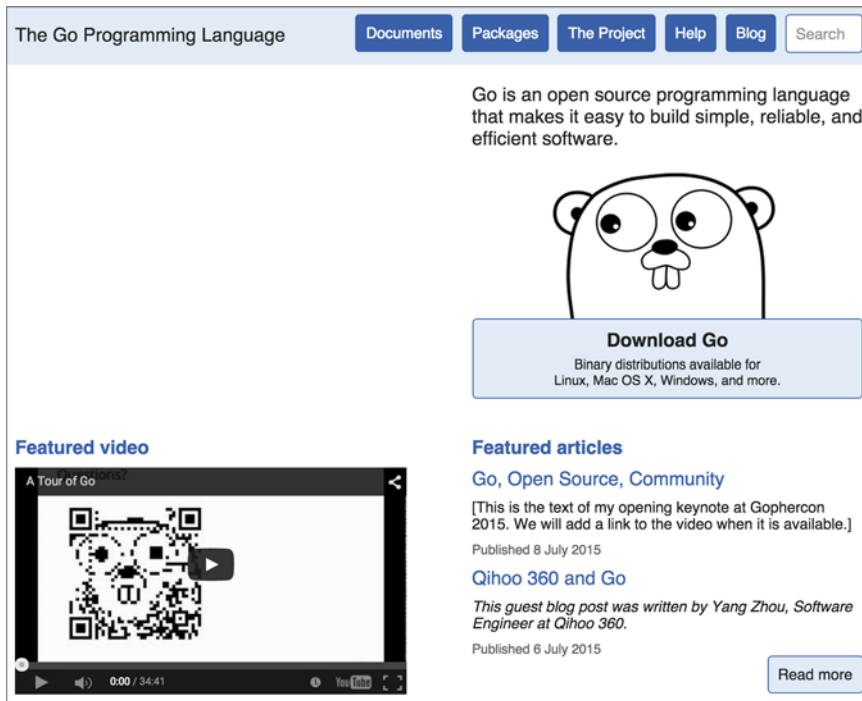 The Go Programming Language
Documents
Packages
The Project
Help
Blog
Search
Go is an open source programming language
that makes it easy to build simple, reliable, and
efficient software.
Download Go
Binary distributions available for
Linux, Mac OS X, Windows, and more.
Featured video
Questions?
A Tour of Go
0:00 / 34:41
YouTube
Featured articles
Go, Open Source, Community
[This is the text of my opening keynote at Gophercon
2015. We will add a link to the video when it is available.]
Published 8 July 2015
Qihoo 360 and Go
This guest blog post was written by Yang Zhou, Software
Engineer at Qihoo 360.
Published 6 July 2015
Read more